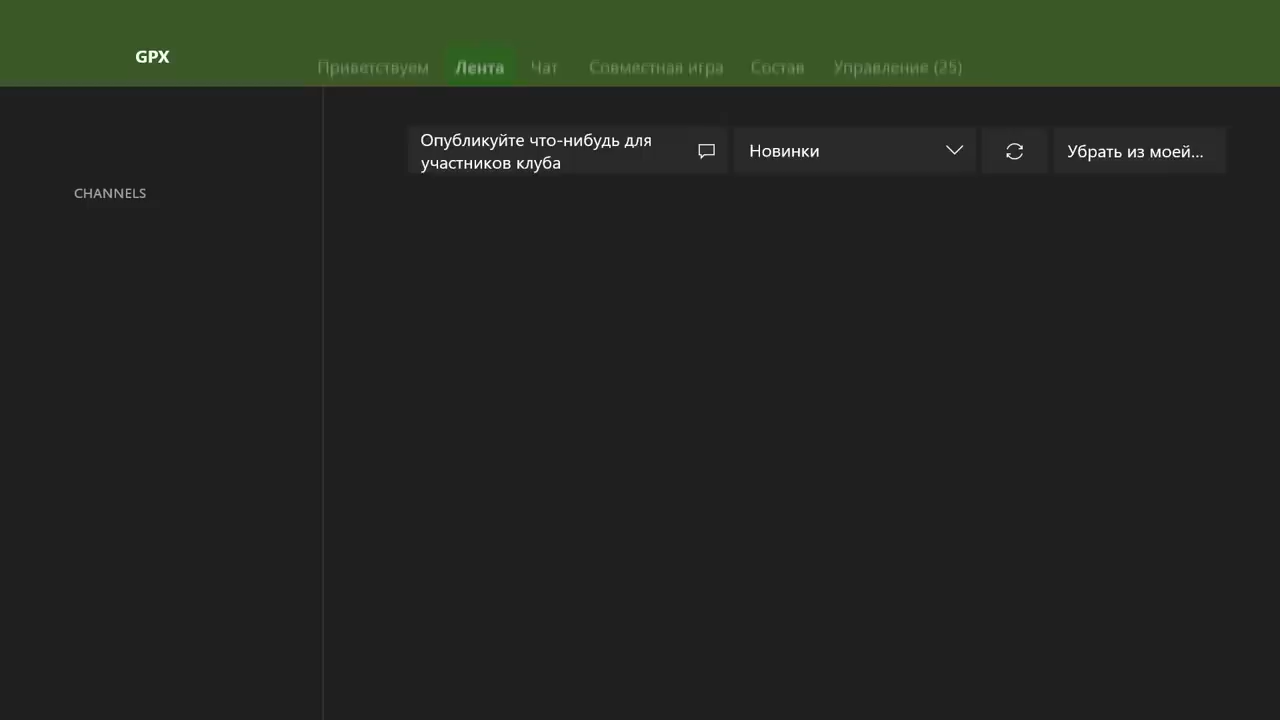 GPX
Приветствуем Лента Чат Совместная игра Состав Управление (25)
Опубликуйте что-нибудь для
участников клуба
Новинки
Убрать из моей...
CHANNELS